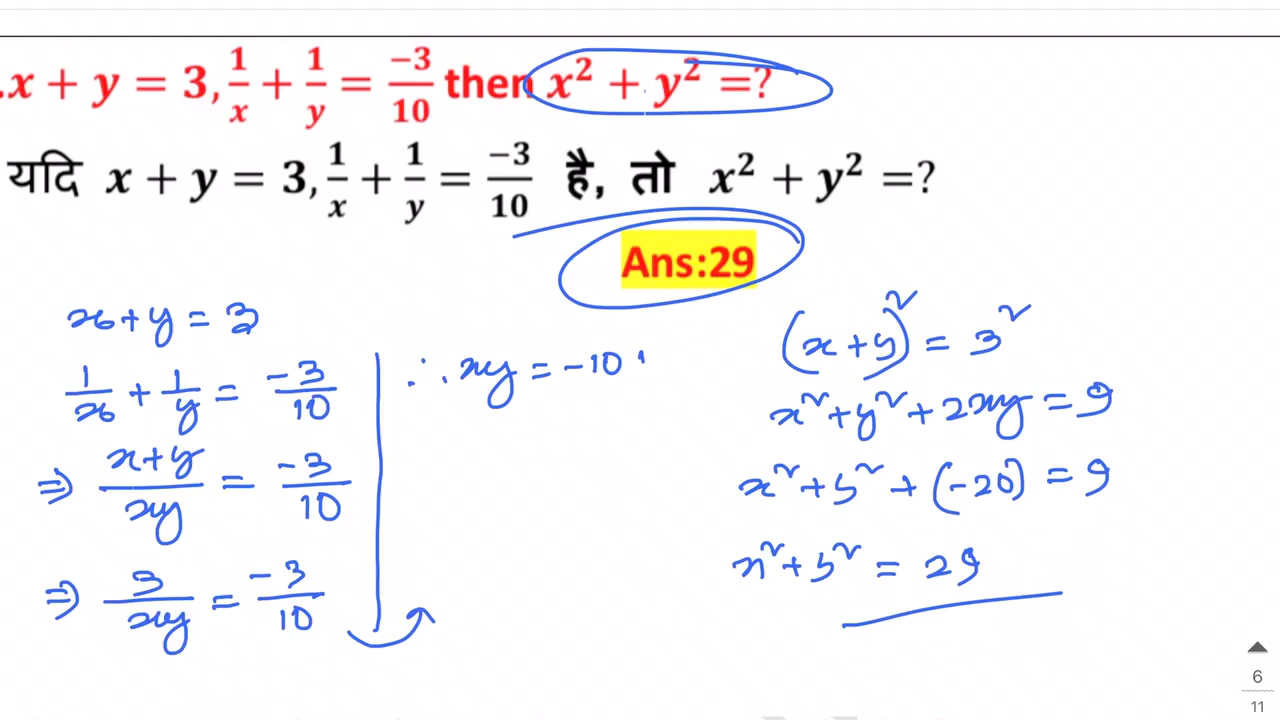 .x + y = 3, 1/x + 1/y = -3/10 then x² + y² =?
यदि x + y = 3, 1/x + 1/y = -3/10 है, तो x² + y² =?
Ans:29
x+y = 3
1/x + 1/y = -3/10
⇒ x+y/xy = -3/10
⇒ 3/xy = -3/10
∴ xy = -10
(x+y)² = 3²
x²+y²+2xy = 9
x²+y²+(-20) = 9
x²+y² = 29
6
11